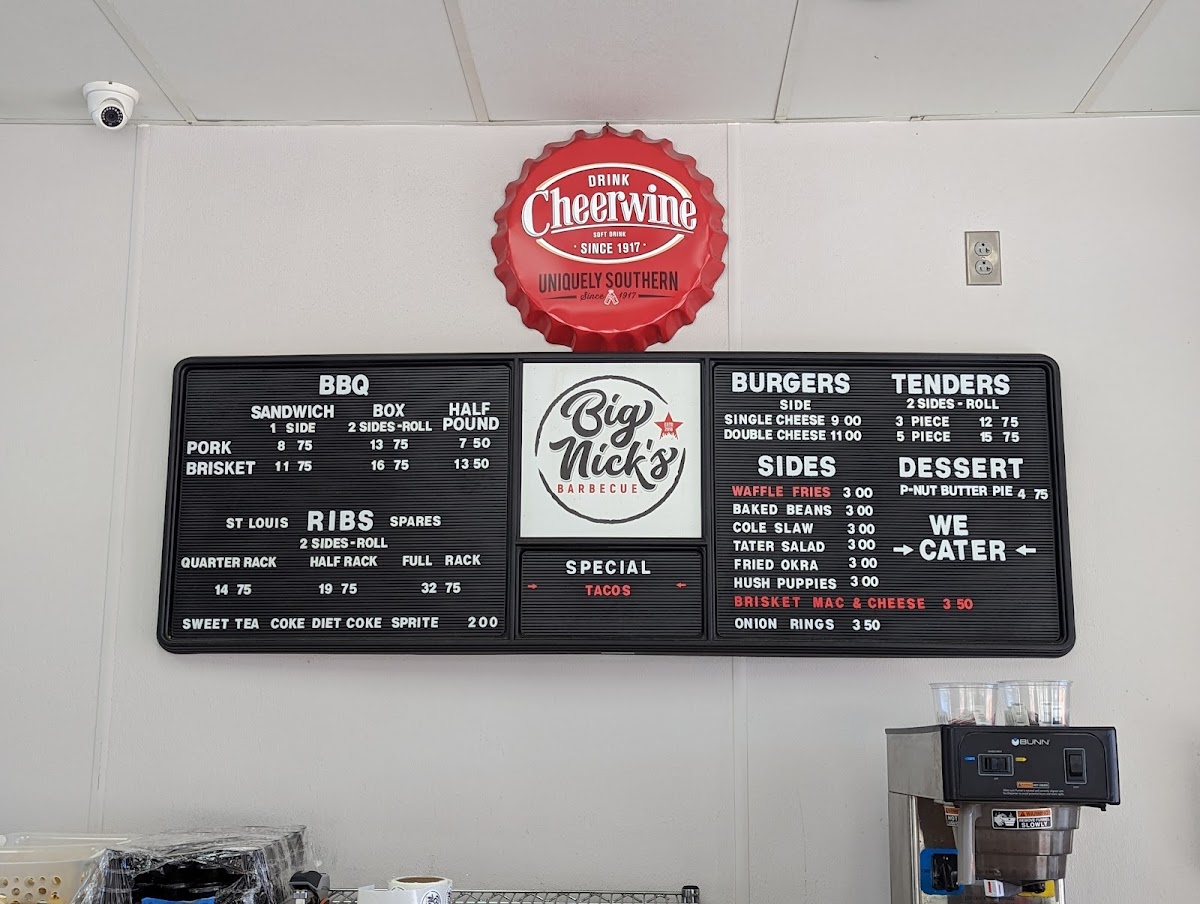 DRINK
Cheerwine
SOFT DRINK
· SINCE 1917 ·
UNIQUELY SOUTHERN
Since 1917
BBQ
SANDWICH BOX HALF
1 SIDE 2 SIDES-ROLL POUND
PORK 8 75 13 75 7 50
BRISKET 11 75 16 75 13 50
ST LOUIS RIBS SPARES
2 SIDES-ROLL
QUARTER RACK HALF RACK FULL RACK
14 75 19 75 32 75
SWEET TEA COKE DIET COKE SPRITE 2 00
Big
Nick's
BARBECUE
SPECIAL
→ TACOS ←
BURGERS
SIDE
SINGLE CHEESE 9 00
DOUBLE CHEESE 11 00
SIDES
WAFFLE FRIES 3 00
BAKED BEANS 3 00
COLE SLAW 3 00
TATER SALAD 3 00
FRIED OKRA 3 00
HUSH PUPPIES 3 00
BRISKET MAC & CHEESE 3 50
ONION RINGS 3 50
TENDERS
2 SIDES - ROLL
3 PIECE 12 75
5 PIECE 15 75
DESSERT
P-NUT BUTTER PIE 4 75
WE
→ CATER ←
BUNN
WARNING
SLOWLY